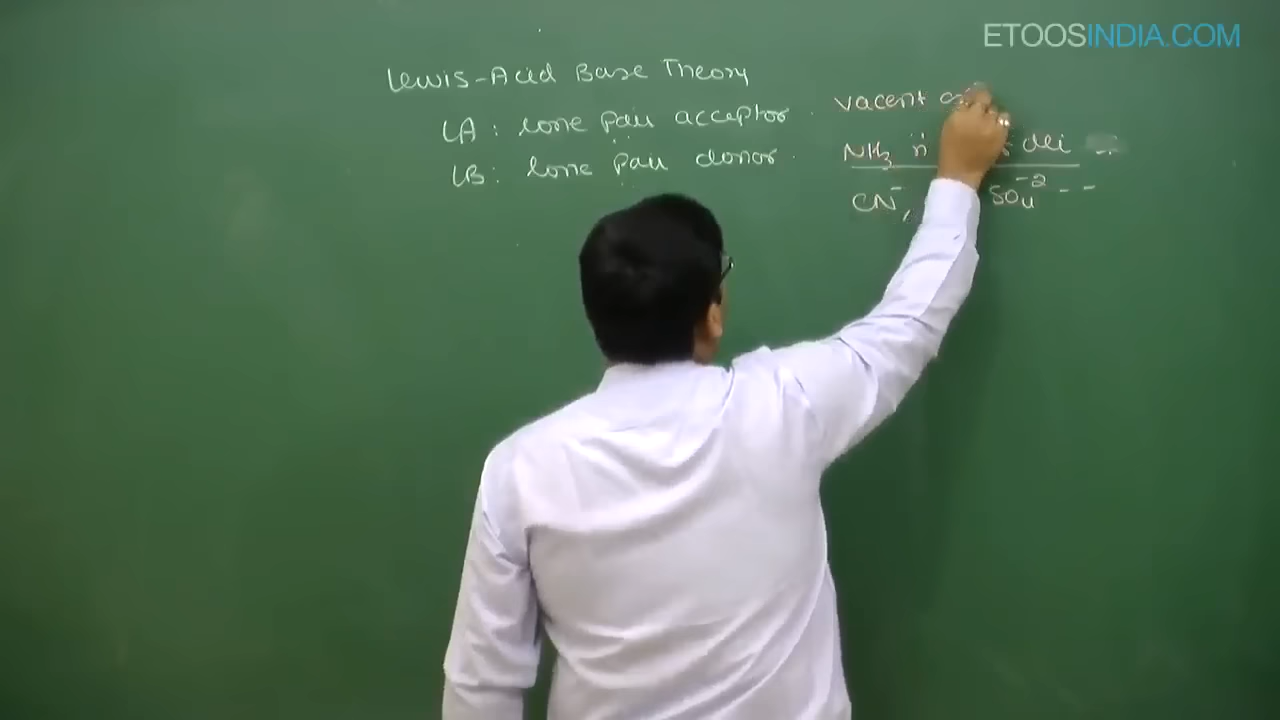 ETOOSINDIA.COM
Lewis-Acid Base Theory
LA : lone pair acceptor .
LB : lone pair donor .
vacent
NH3
CN⁻, SO4⁻² - -